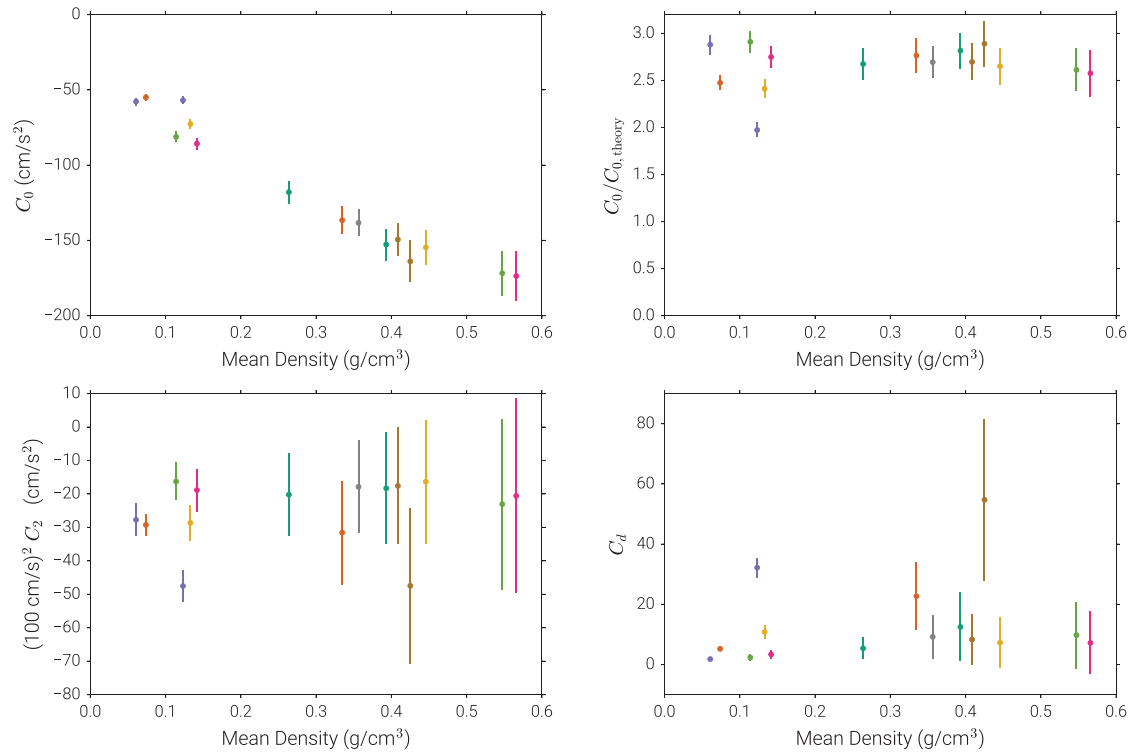 0
−50
−100
−150
−200
C₀ (cm/s²)
0.0 0.1 0.2 0.3 0.4 0.5 0.6
Mean Density (g/cm³)
3.0
2.5
2.0
1.5
1.0
0.5
0.0
C₀/C₀,theory
0.0 0.1 0.2 0.3 0.4 0.5 0.6
Mean Density (g/cm³)
10
0
−10
−20
−30
−40
−50
−60
−70
−80
(100 cm/s)² C₂ (cm/s²)
0.0 0.1 0.2 0.3 0.4 0.5 0.6
Mean Density (g/cm³)
80
60
40
20
0
C_d
0.0 0.1 0.2 0.3 0.4 0.5 0.6
Mean Density (g/cm³)